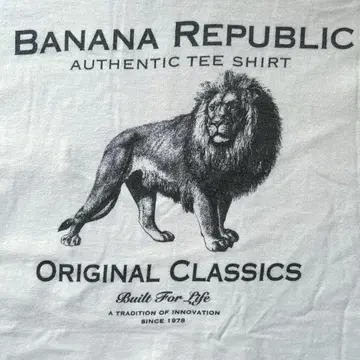 BANANA REPUBLIC
AUTHENTIC TEE SHIRT
ORIGINAL CLASSICS
Built For Life
A TRADITION OF INNOVATION
SINCE 1978